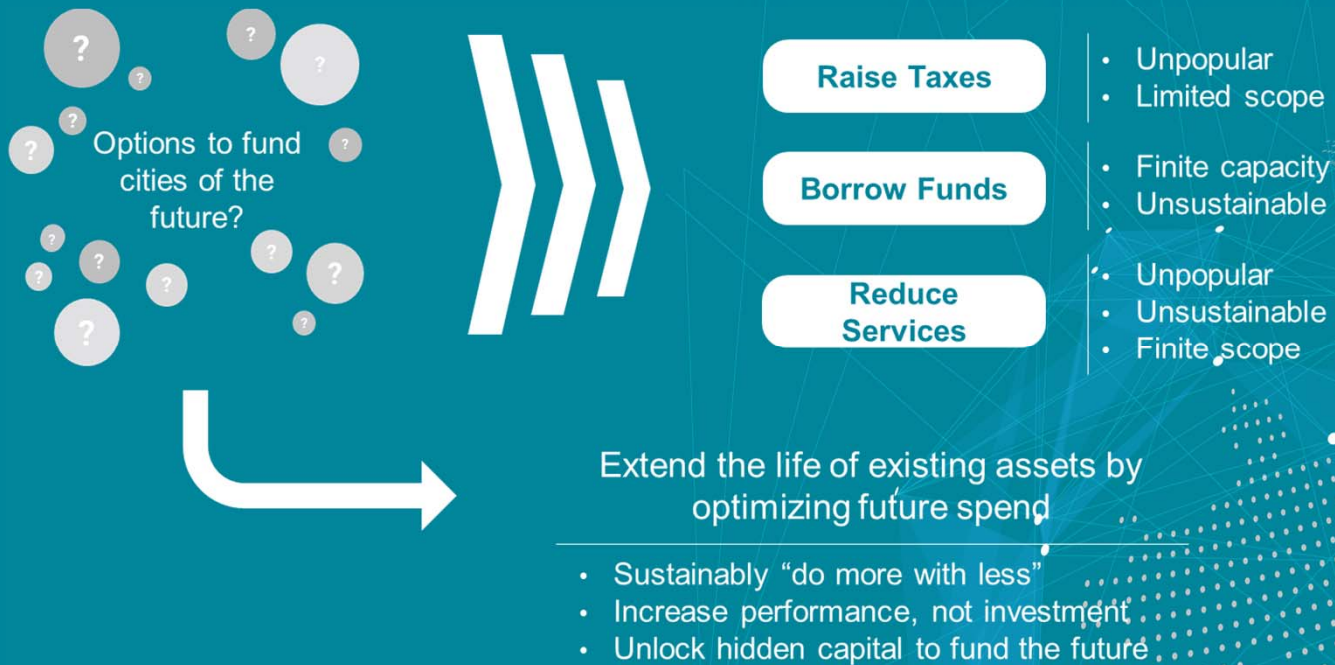 ?
?
?
?
?
?
?
Options to fund
cities of the
future?
?
?
?
?
?
?
?
?
?
Raise Taxes
• Unpopular
• Limited scope
Borrow Funds
• Finite capacity
• Unsustainable
Reduce
Services
• Unpopular
• Unsustainable
• Finite scope
Extend the life of existing assets by
optimizing future spend
• Sustainably “do more with less”
• Increase performance, not investment
• Unlock hidden capital to fund the future